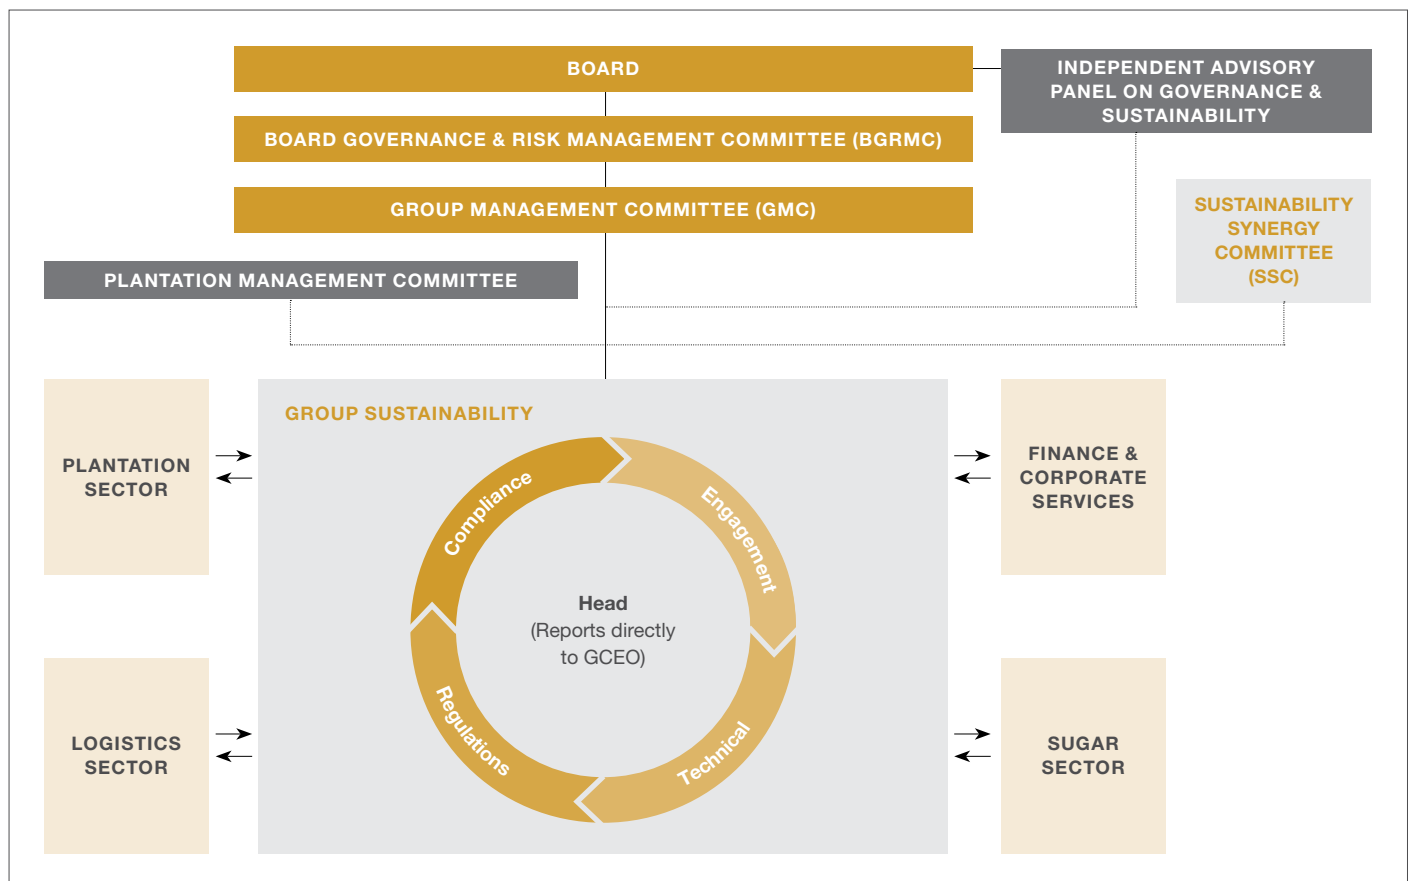 BOARD
INDEPENDENT ADVISORY
PANEL ON GOVERNANCE &
SUSTAINABILITY
BOARD GOVERNANCE & RISK MANAGEMENT COMMITTEE (BGRMC)
GROUP MANAGEMENT COMMITTEE (GMC)
SUSTAINABILITY
SYNERGY
COMMITTEE
(SSC)
PLANTATION MANAGEMENT COMMITTEE
GROUP SUSTAINABILITY
PLANTATION
SECTOR
FINANCE &
CORPORATE
SERVICES
Compliance
Engagement
Head
(Reports directly
to GCEO)
Regulations
Technical
LOGISTICS
SECTOR
SUGAR
SECTOR